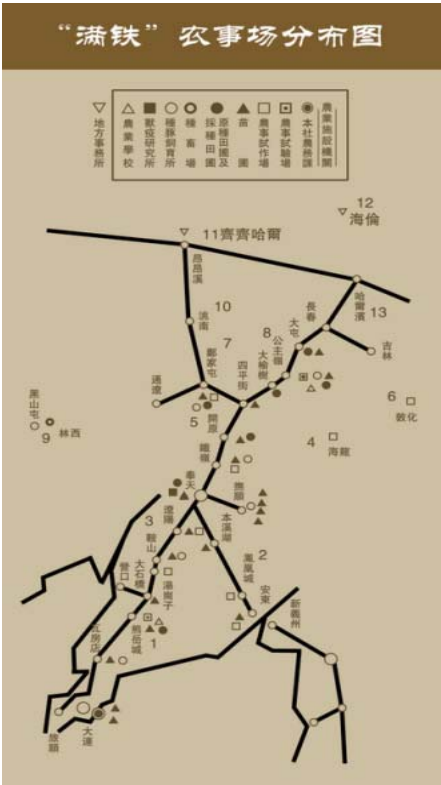 “满铁”农事场分布图
農業施設機關
本社農務課
農事試驗場
農事試作場
苗圃
原種田圃及
採種田圃
種畜場
種豚飼育所
獸疫研究所
農業學校
地方事務所
12
海倫
11齊齊哈爾
昂昂溪
哈爾濱
13
10
洮南
長春
大屯
8
公主嶺
大榆樹
吉林
7
鄭家屯
四平街
通遼
6
敦化
5
開原
黑山屯
9
林西
4
海龍
鐵嶺
奉天
撫順
3
遼陽
本溪湖
鞍山
2
鳳凰城
營口
大石橋
湯崗子
安東
新義州
熊岳城
1
瓦房店
大連
旅順